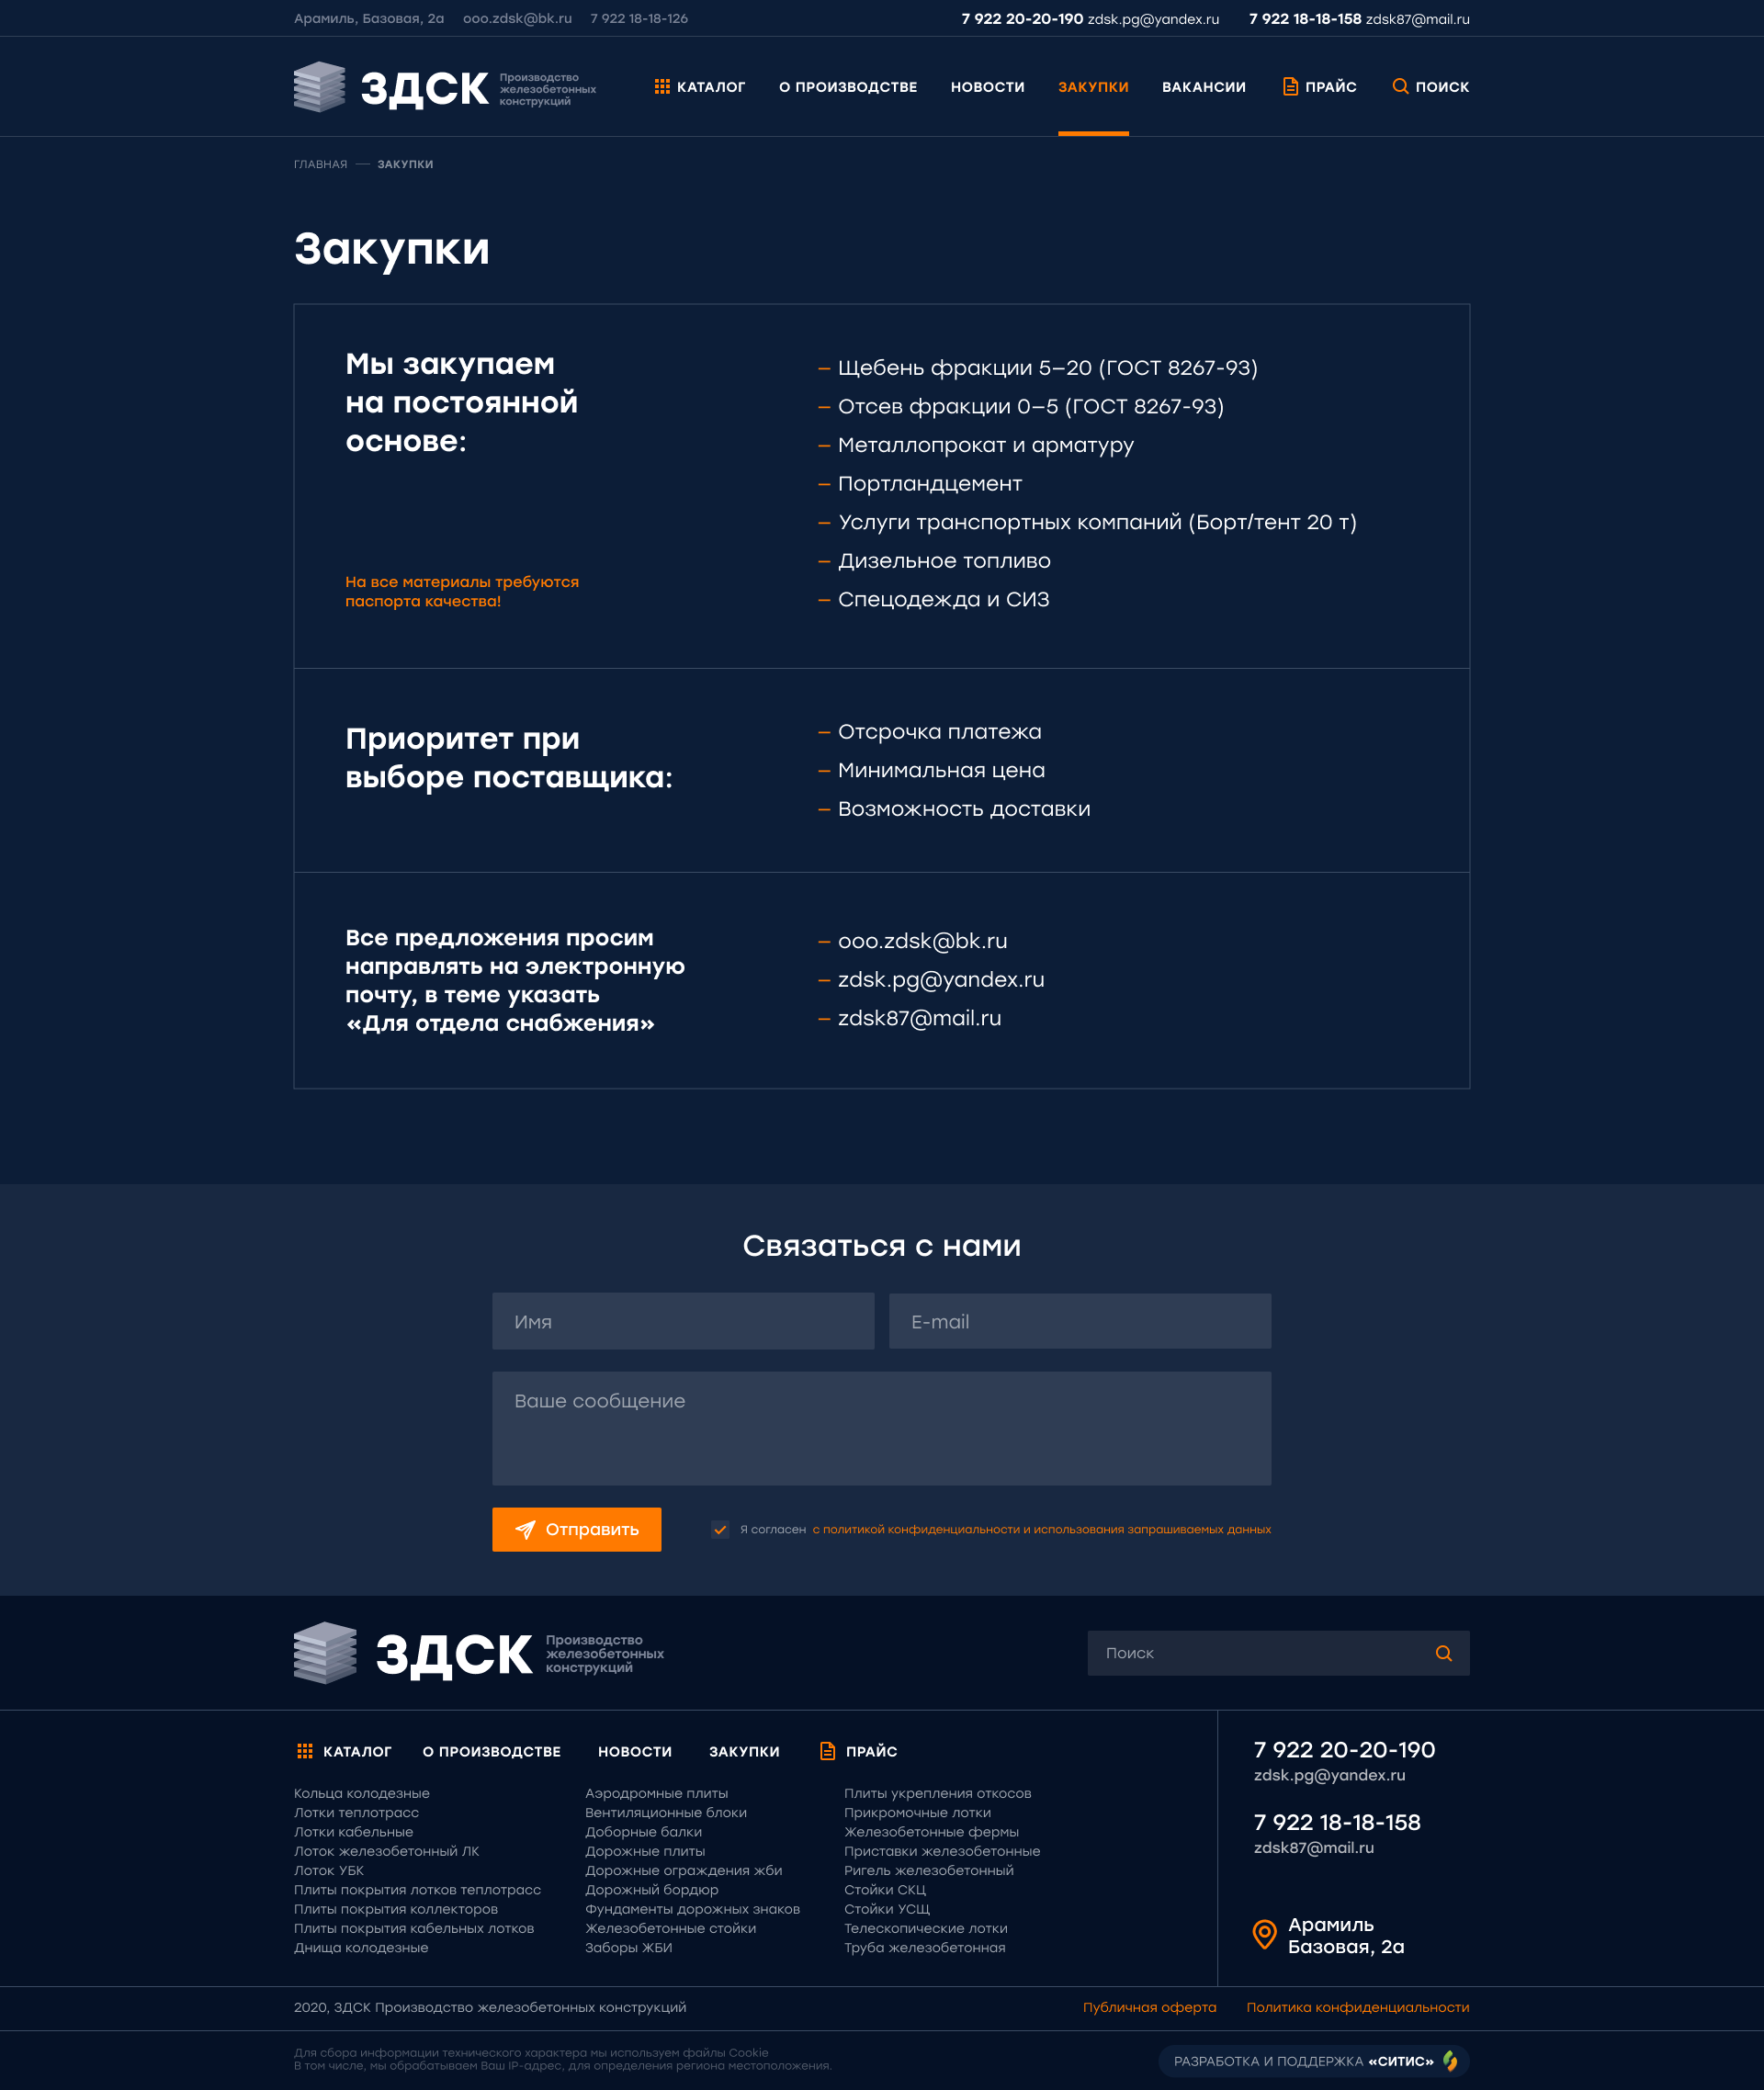 Арамиль, Базовая, 2а ooo.zdsk@bk.ru 7 922 18-18-126 7 922 20-20-190 zdsk.pg@yandex.ru 7 922 18-18-158 zdsk87@mail.ru
ЗДСК
Производство
железобетонных
конструкций
КАТАЛОГ О ПРОИЗВОДСТВЕ НОВОСТИ ЗАКУПКИ ВАКАНСИИ ПРАЙС ПОИСК
ГЛАВНАЯ — ЗАКУПКИ
Закупки
Мы закупаем
на постоянной
основе:
На все материалы требуются
паспорта качества!
— Щебень фракции 5—20 (ГОСТ 8267-93)
— Отсев фракции 0—5 (ГОСТ 8267-93)
— Металлопрокат и арматуру
— Портландцемент
— Услуги транспортных компаний (Борт/тент 20 т)
— Дизельное топливо
— Спецодежда и СИЗ
Приоритет при
выборе поставщика:
— Отсрочка платежа
— Минимальная цена
— Возможность доставки
Все предложения просим
направлять на электронную
почту, в теме указать
«Для отдела снабжения»
— ooo.zdsk@bk.ru
— zdsk.pg@yandex.ru
— zdsk87@mail.ru
Связаться с нами
Имя
E-mail
Ваше сообщение
Отправить
Я согласен с политикой конфиденциальности и использования запрашиваемых данных
ЗДСК
Производство
железобетонных
конструкций
Поиск
КАТАЛОГ О ПРОИЗВОДСТВЕ НОВОСТИ ЗАКУПКИ ПРАЙС
Кольца колодезные
Лотки теплотрасс
Лотки кабельные
Лоток железобетонный ЛК
Лоток УБК
Плиты покрытия лотков теплотрасс
Плиты покрытия коллекторов
Плиты покрытия кабельных лотков
Днища колодезные
Аэродромные плиты
Вентиляционные блоки
Доборные балки
Дорожные плиты
Дорожные ограждения жби
Дорожный бордюр
Фундаменты дорожных знаков
Железобетонные стойки
Заборы ЖБИ
Плиты укрепления откосов
Прикромочные лотки
Железобетонные фермы
Приставки железобетонные
Ригель железобетонный
Стойки СКЦ
Стойки УСЩ
Телескопические лотки
Труба железобетонная
7 922 20-20-190
zdsk.pg@yandex.ru
7 922 18-18-158
zdsk87@mail.ru
Арамиль
Базовая, 2а
2020, ЗДСК Производство железобетонных конструкций
Публичная оферта Политика конфиденциальности
Для сбора информации технического характера мы используем файлы Cookie
В том числе, мы обрабатываем Ваш IP-адрес, для определения региона местоположения.
РАЗРАБОТКА И ПОДДЕРЖКА «СИТИС»